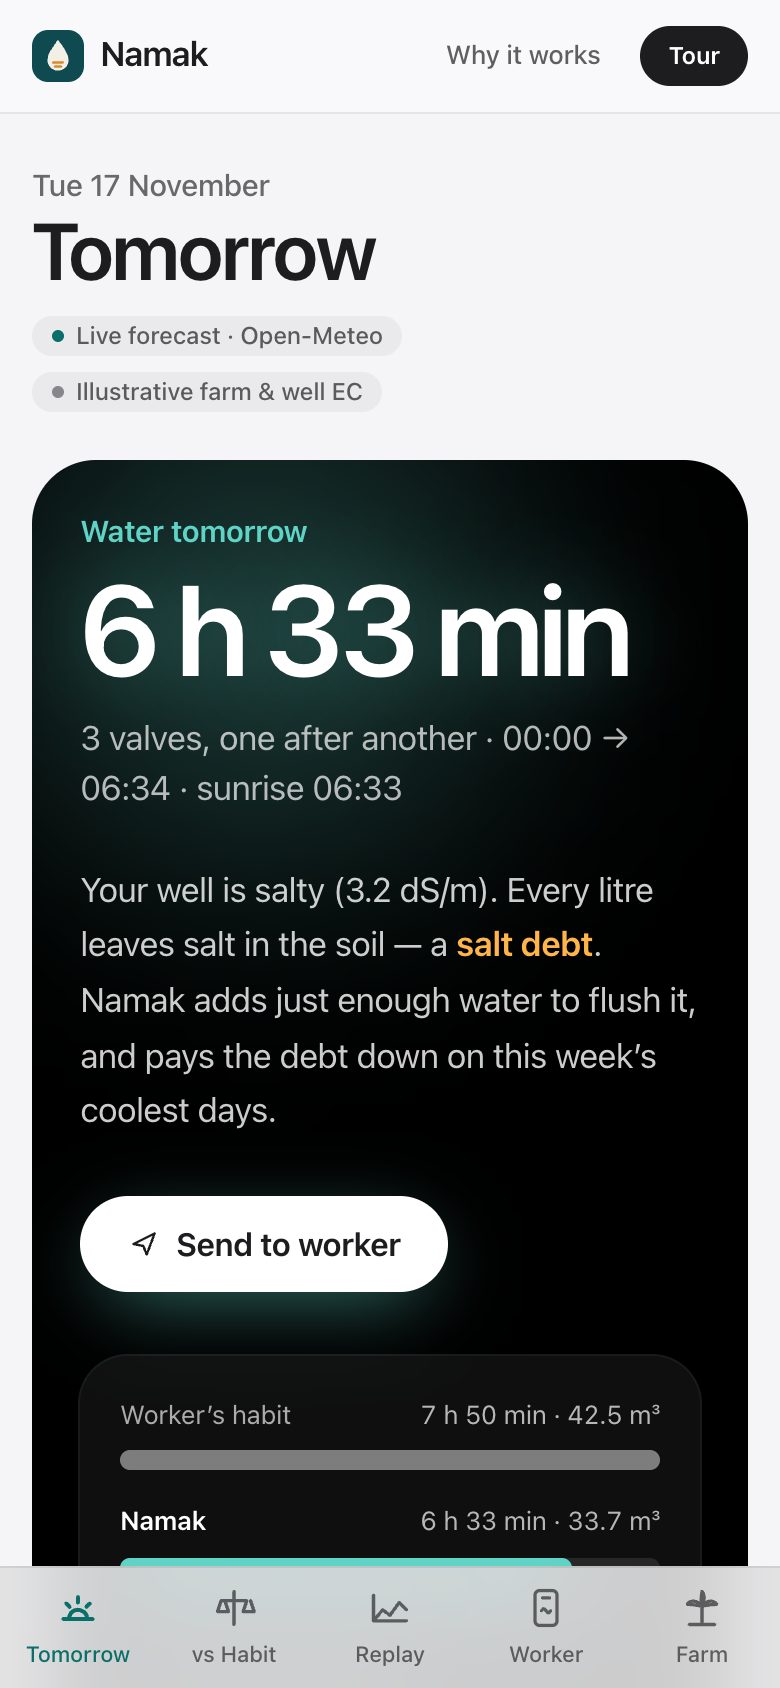 Namak
Why it works
Tour
Tue 17 November
Tomorrow
Live forecast · Open-Meteo
Illustrative farm & well EC
Water tomorrow
6 h 33 min
3 valves, one after another · 00:00 →
06:34 · sunrise 06:33
Your well is salty (3.2 dS/m). Every litre
leaves salt in the soil — a salt debt.
Namak adds just enough water to flush it,
and pays the debt down on this week’s
coolest days.
Send to worker
Worker’s habit
7 h 50 min · 42.5 m³
Namak
6 h 33 min · 33.7 m³
Tomorrow
vs Habit
Replay
Worker
Farm